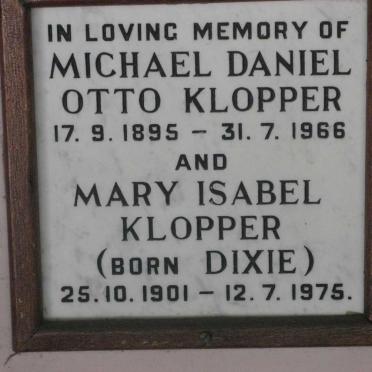 IN LOVING MEMORY OF
MICHAEL DANIEL
OTTO KLOPPER
17. 9. 1895 – 31. 7. 1966
AND
MARY ISABEL
KLOPPER
(BORN DIXIE)
25. 10. 1901 – 12. 7. 1975.